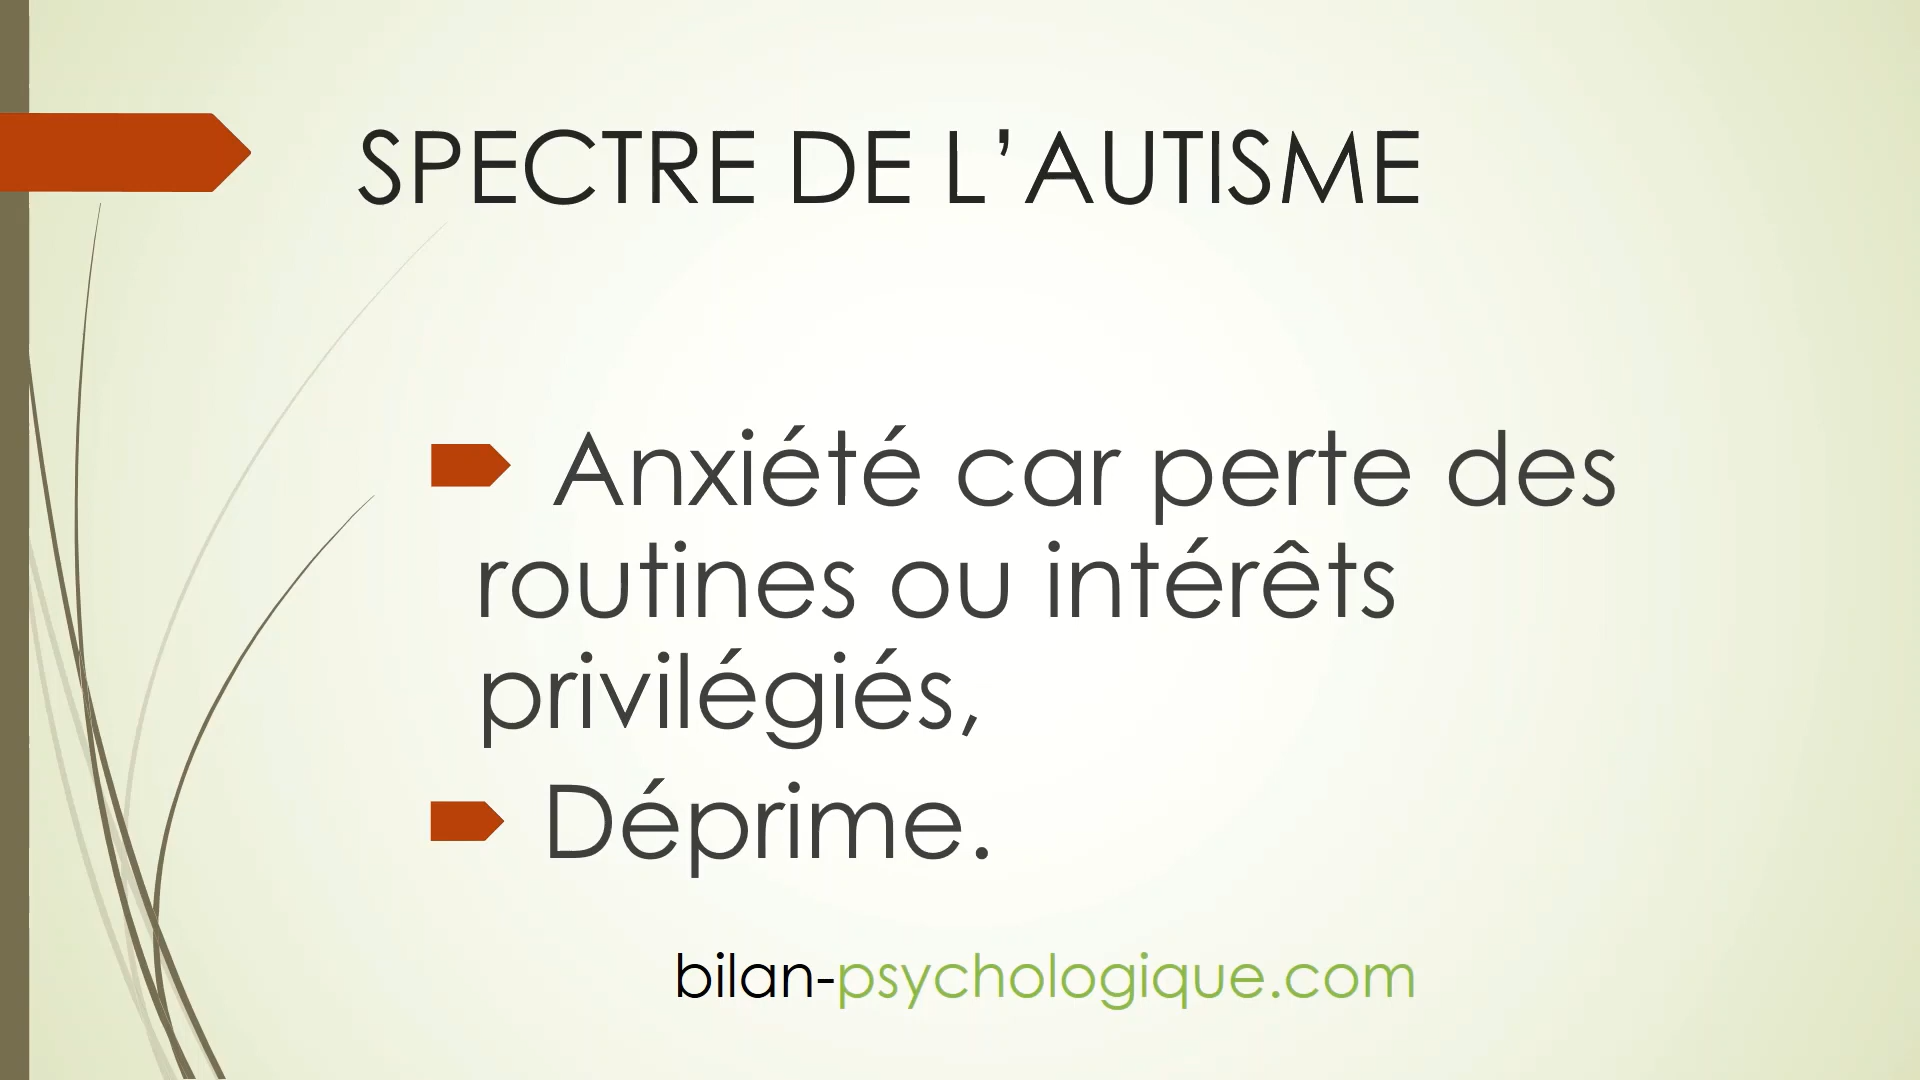 SPECTRE DE L’AUTISME
Anxiété car perte des
routines ou intérêts
privilégiés,
Déprime.
bilan-psychologique.com